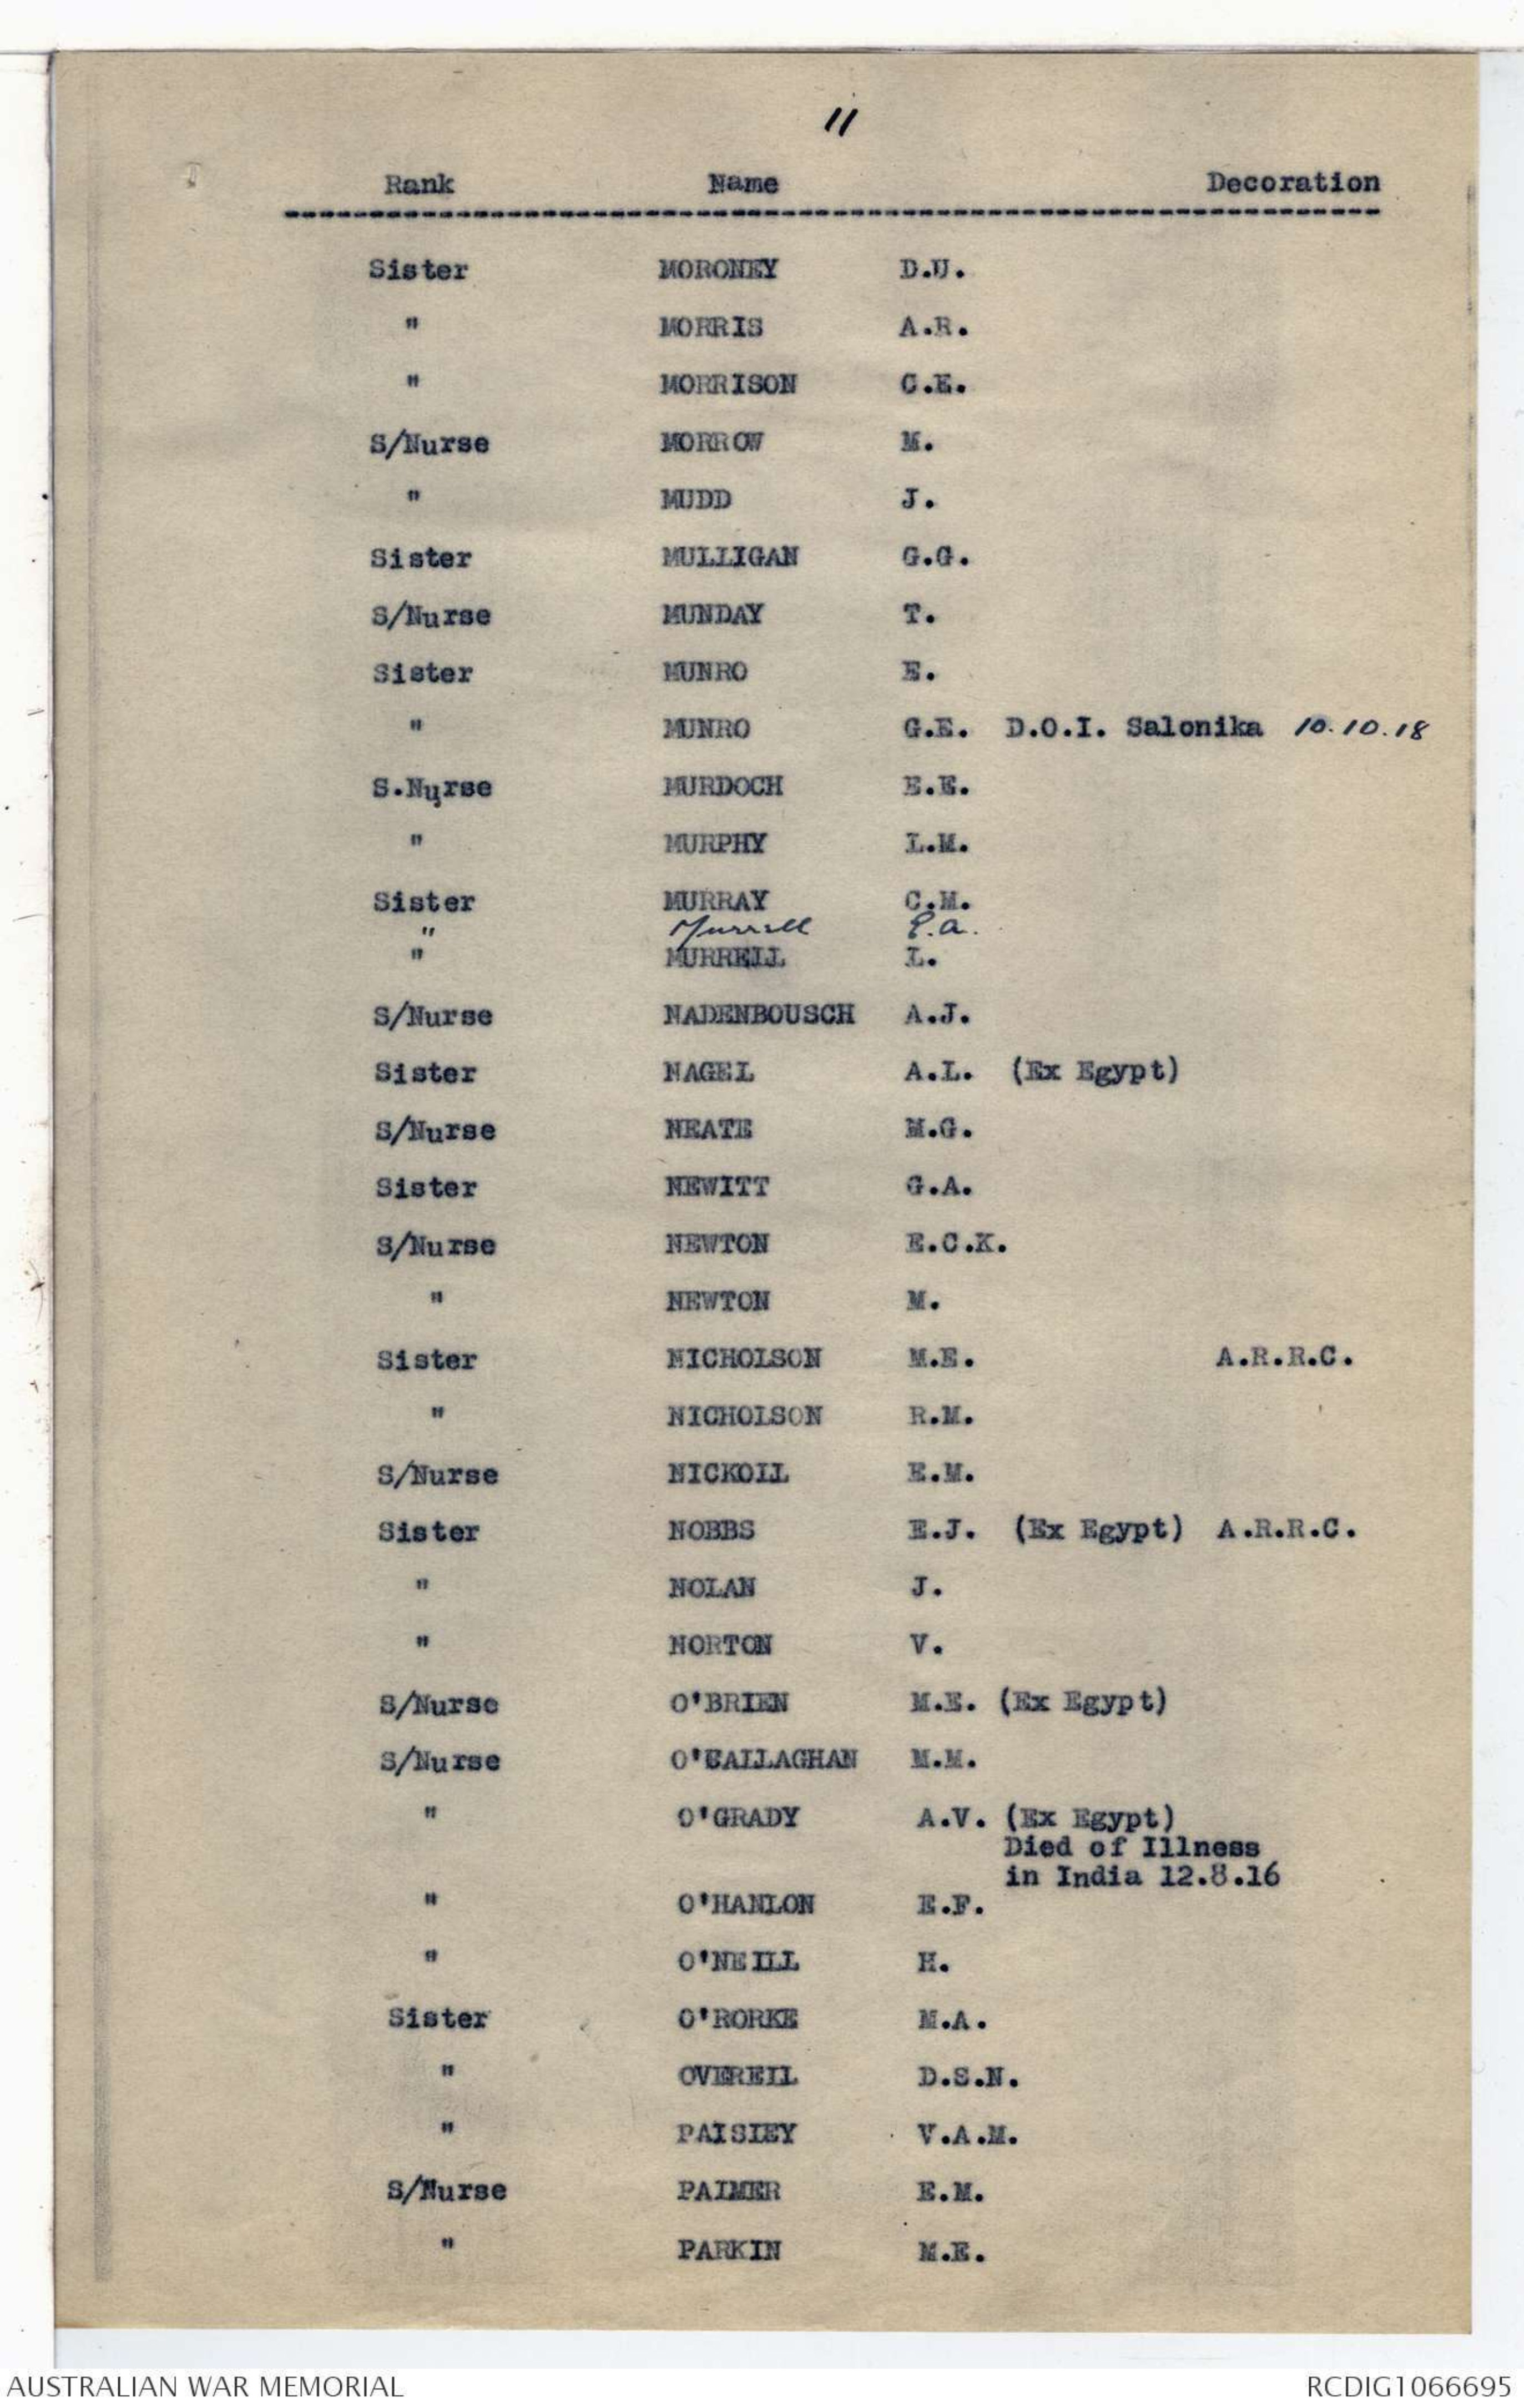 11
Rank Name Decoration
Sister MORONEY D.U.
" MORRIS A.R.
" MORRISON C.E.
S/Nurse MORROW M.
" MUDD J.
Sister MULLIGAN G.G.
S/Nurse MUNDAY T.
Sister MUNRO E.
" MUNRO G.E. D.O.I. Salonika 10.10.18
S.Nurse MURDOCH E.E.
" MURPHY L.M.
Sister MURRAY C.M.
" Murrell E.a.
" MURRELL L.
S/Nurse NADENBOUSCH A.J.
Sister NAGEL A.L. (Ex Egypt)
S/Nurse NEATE M.G.
Sister NEWITT G.A.
S/Nurse NEWTON E.C.K.
" NEWTON M.
Sister NICHOLSON M.E. A.R.R.C.
" NICHOLSON R.M.
S/Nurse NICKOLL E.M.
Sister NOBBS E.J. (Ex Egypt) A.R.R.C.
" NOLAN J.
" NORTON V.
S/Nurse O'BRIEN M.E. (Ex Egypt)
S/Nurse O'CALLAGHAN M.M.
" O'GRADY A.V. (Ex Egypt)
Died of Illness
in India 12.8.16
" O'HANLON E.F.
" O'NEILL H.
Sister O'RORKE M.A.
" OVERELL D.S.N.
" PAISLEY V.A.M.
S/Nurse PALMER E.M.
" PARKIN M.E.
AUSTRALIAN WAR MEMORIAL RCDIG1066695